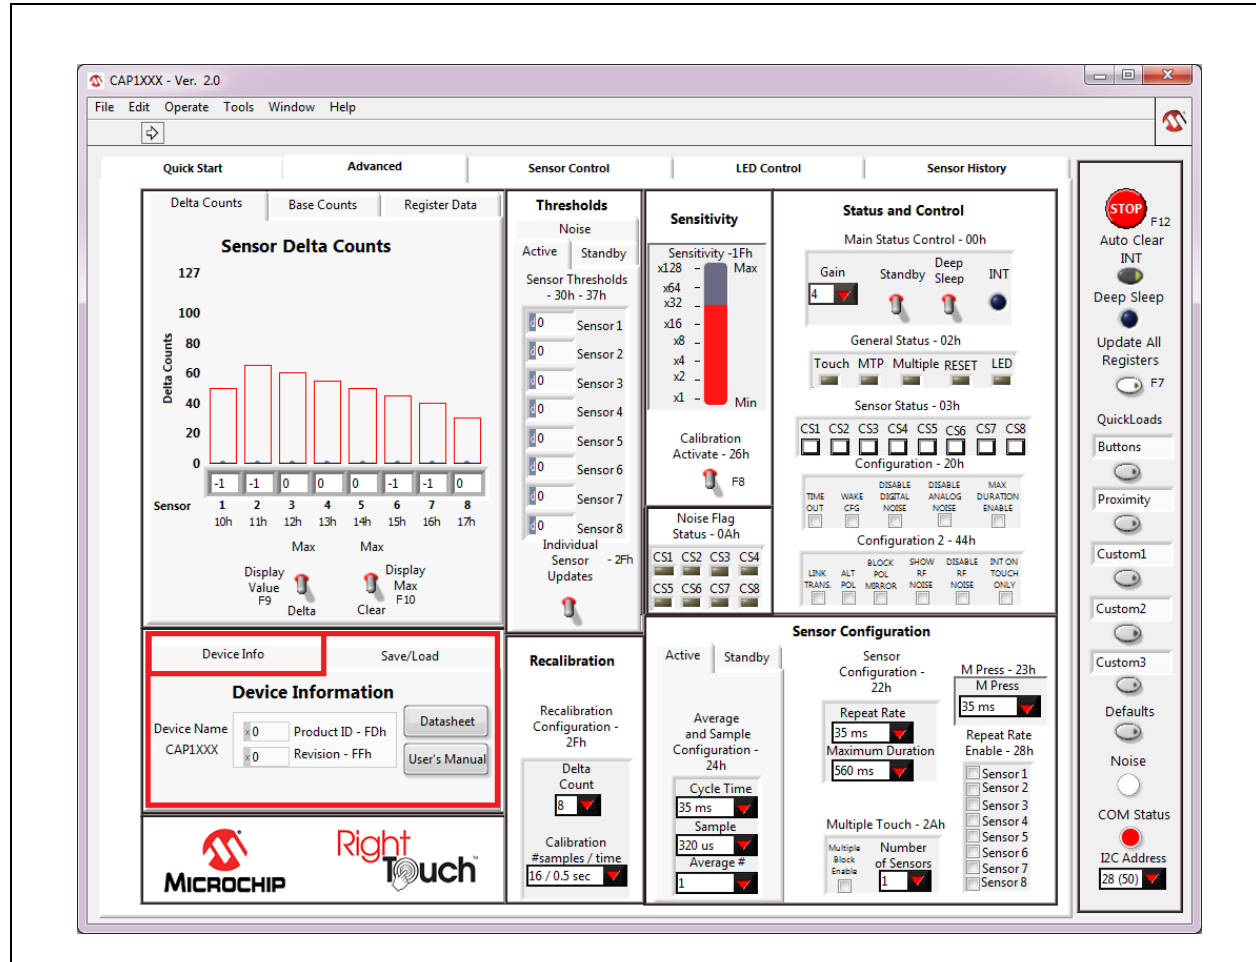 CAP1XXX - Ver. 2.0
File Edit Operate Tools Window Help
Quick Start Advanced Sensor Control LED Control Sensor History
Delta Counts Base Counts Register Data
Sensor Delta Counts
127
100
80
60
40
20
0
Delta Counts
-1 -1 0 0 0 -1 -1 0
Sensor 1 2 3 4 5 6 7 8
10h 11h 12h 13h 14h 15h 16h 17h
Max Max
Display Value F9
Delta
Display Max F10
Clear
Thresholds
Noise
Active Standby
Sensor Thresholds
- 30h - 37h
0 Sensor 1
0 Sensor 2
0 Sensor 3
0 Sensor 4
0 Sensor 5
0 Sensor 6
0 Sensor 7
0 Sensor 8
Individual
Sensor - 2Fh
Updates
Sensitivity
Sensitivity -1Fh
x128 Max
x64
x32
x16
x8
x4
x2
x1 Min
Calibration
Activate - 26h
F8
Noise Flag
Status - 0Ah
CS1 CS2 CS3 CS4
CS5 CS6 CS7 CS8
Status and Control
Main Status Control - 00h
Gain Standby Deep Sleep INT
4
General Status - 02h
Touch MTP Multiple RESET LED
Sensor Status - 03h
CS1 CS2 CS3 CS4 CS5 CS6 CS7 CS8
Configuration - 20h
TIME OUT WAKE CFG DISABLE DIGITAL NOISE DISABLE ANALOG NOISE MAX DURATION ENABLE
Configuration 2 - 44h
LINK TRANS. ALT POL BLOCK POL MIRROR SHOW RF NOISE DISABLE RF NOISE INT ON TOUCH ONLY
Device Info Save/Load
Device Information
Device Name
CAP1XXX
x 0 Product ID - FDh
x 0 Revision - FFh
Datasheet
User's Manual
MICROCHIP
Right Touch™
Recalibration
Recalibration
Configuration -
2Fh
Delta
Count
8
Calibration
#samples / time
16 / 0.5 sec
Sensor Configuration
Active Standby
Average
and Sample
Configuration -
24h
Cycle Time
35 ms
Sample
320 us
Average #
1
Sensor
Configuration -
22h
Repeat Rate
35 ms
Maximum Duration
560 ms
Multiple Touch - 2Ah
Multiple Block Enable
Number of Sensors
1
M Press - 23h
M Press
35 ms
Repeat Rate
Enable - 28h
Sensor 1
Sensor 2
Sensor 3
Sensor 4
Sensor 5
Sensor 6
Sensor 7
Sensor 8
STOP
F12
Auto Clear
INT
Deep Sleep
Update All
Registers
F7
QuickLoads
Buttons
Proximity
Custom1
Custom2
Custom3
Defaults
Noise
COM Status
I2C Address
28 (50)